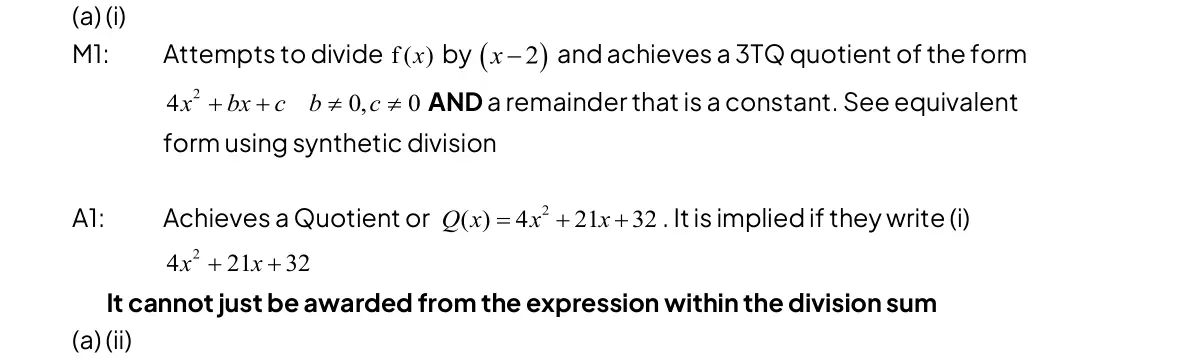 (a)(i)
M1: Attempts to divide f(x) by (x−2) and achieves a 3TQ quotient of the form
4x² + bx + c b ≠ 0, c ≠ 0 AND a remainder that is a constant. See equivalent
form using synthetic division
A1: Achieves a Quotient or Q(x) = 4x² + 21x + 32 . It is implied if they write (i)
4x² + 21x + 32
It cannot just be awarded from the expression within the division sum
(a)(ii)